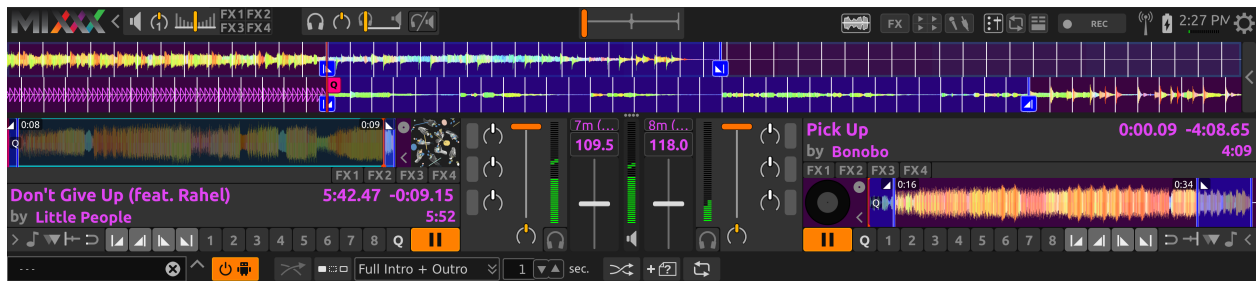 MIXXX
FX1 FX2
FX3 FX4
FX
REC
2:27 PM
Q
0:08
0:09
Q
FX1 FX2 FX3 FX4
Don't Give Up (feat. Rahel)
5:42.47 -0:09.15
by Little People
5:52
1 2 3 4 5 6 7 8 Q
7m (...
8m (...
109.5
118.0
Pick Up
0:00.09 -4:08.65
by Bonobo
4:09
FX1 FX2 FX3 FX4
0:16
0:34
Q
Q 1 2 3 4 5 6 7 8
---
Full Intro + Outro
1
sec.